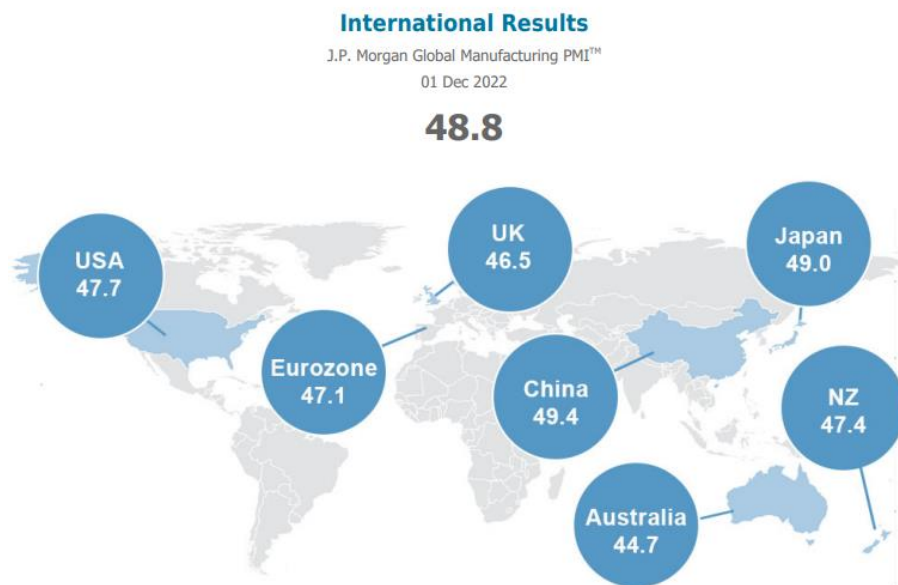 International Results
J.P. Morgan Global Manufacturing PMI™
01 Dec 2022
48.8
USA
47.7
UK
46.5
Japan
49.0
Eurozone
47.1
China
49.4
NZ
47.4
Australia
44.7